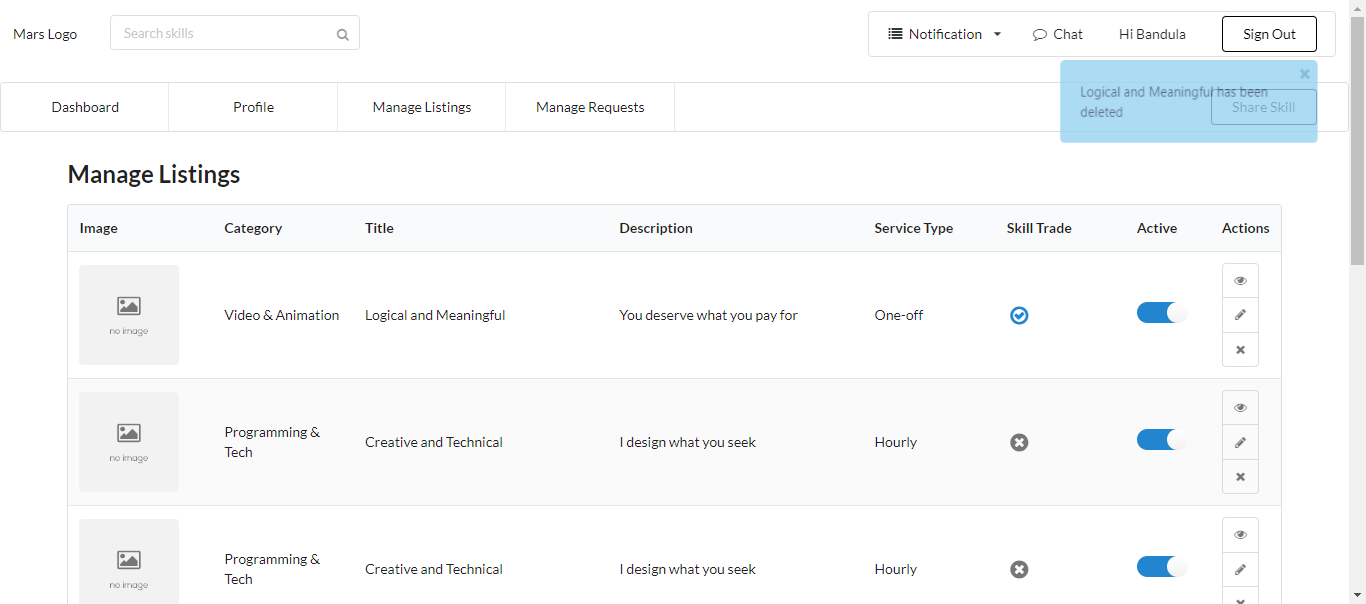 Mars Logo
Search skills
Notification
Chat
Hi Bandula
Sign Out
Dashboard
Profile
Manage Listings
Manage Requests
Share Skill
Logical and Meaningful has been
deleted
Manage Listings
Image Category Title Description Service Type Skill Trade Active Actions
no image
Video & Animation Logical and Meaningful You deserve what you pay for One-off
no image
Programming &
Tech
Creative and Technical I design what you seek Hourly
no image
Programming &
Tech
Creative and Technical I design what you seek Hourly